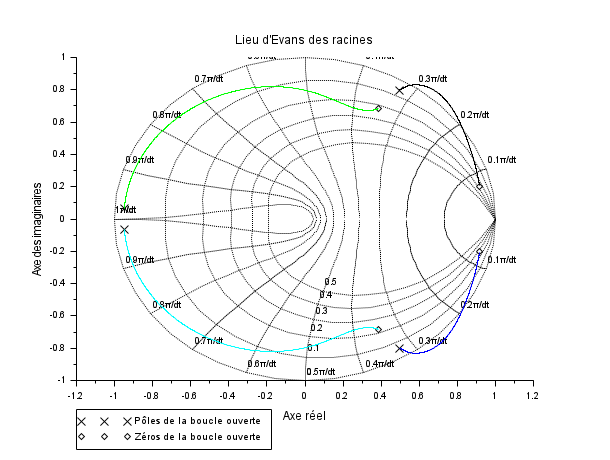 Lieu d'Evans des racines
1
0.8
0.6
0.4
0.2
0
-0.2
-0.4
-0.6
-0.8
-1
Axe des imaginaires
0.7π/dt
0.3π/dt
0.8π/dt
0.2π/dt
0.9π/dt
0.1π/dt
0.9π/dt
0.1π/dt
0.5
0.4
0.8π/dt
0.3
0.2π/dt
0.2
0.7π/dt
0.1
0.3π/dt
0.6π/dt
0.4π/dt
0.5π/dt
-1.2
-1
-0.8
-0.6
-0.4
-0.2
0
0.2
0.4
0.6
0.8
1
1.2
Axe réel
Pôles de la boucle ouverte
Zéros de la boucle ouverte